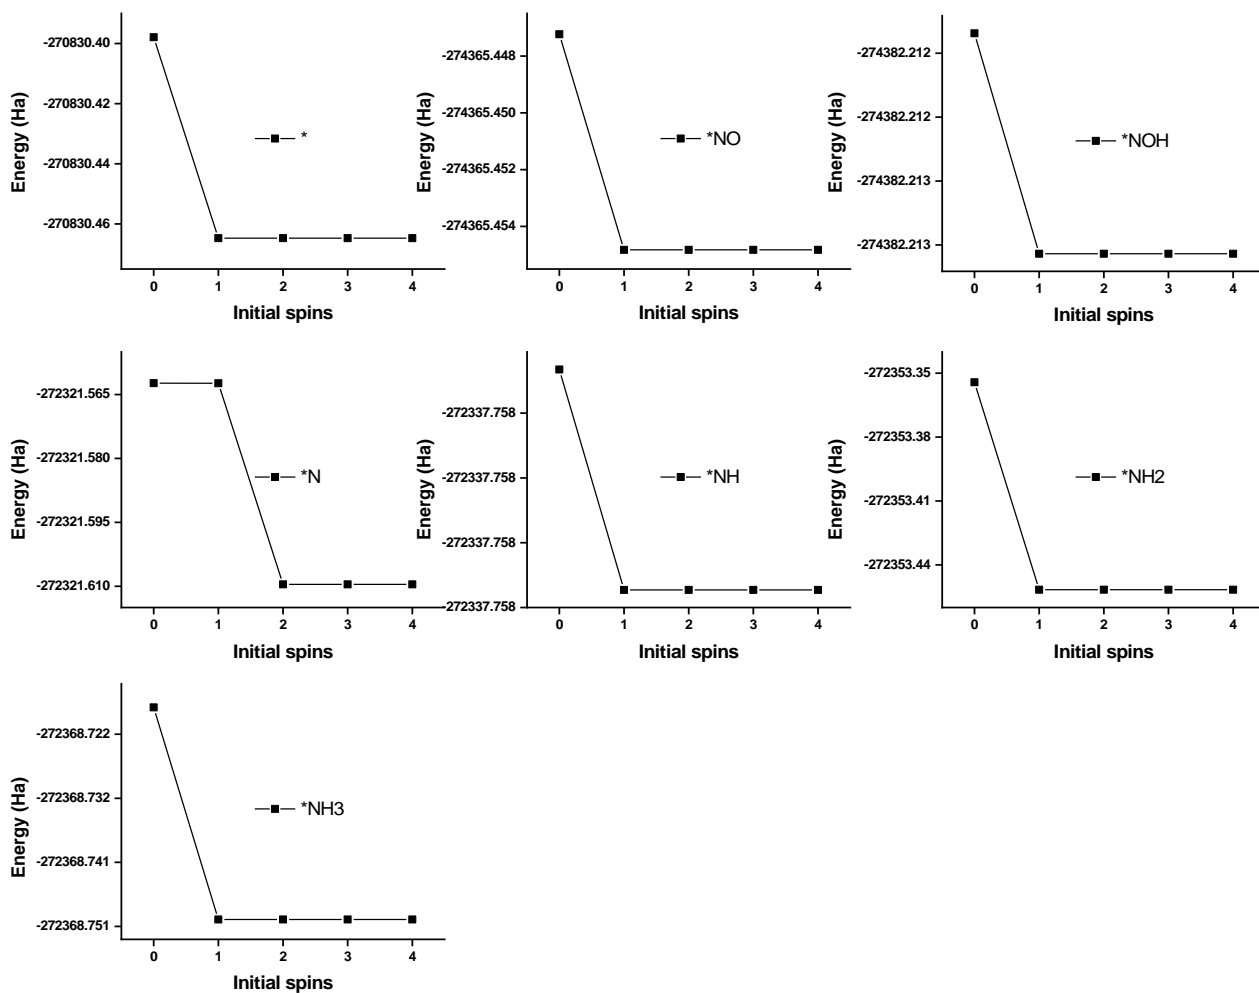 Energy (Ha)
-270830.40
-270830.42
-270830.44
-270830.46
*
0 1 2 3 4
Initial spins
Energy (Ha)
-274365.448
-274365.450
-274365.452
-274365.454
*NO
0 1 2 3 4
Initial spins
Energy (Ha)
-274382.212
-274382.212
-274382.213
-274382.213
*NOH
0 1 2 3 4
Initial spins
Energy (Ha)
-272321.565
-272321.580
-272321.595
-272321.610
*N
0 1 2 3 4
Initial spins
Energy (Ha)
-272337.758
-272337.758
-272337.758
-272337.758
*NH
0 1 2 3 4
Initial spins
Energy (Ha)
-272353.35
-272353.38
-272353.41
-272353.44
*NH2
0 1 2 3 4
Initial spins
Energy (Ha)
-272368.722
-272368.732
-272368.741
-272368.751
*NH3
0 1 2 3 4
Initial spins